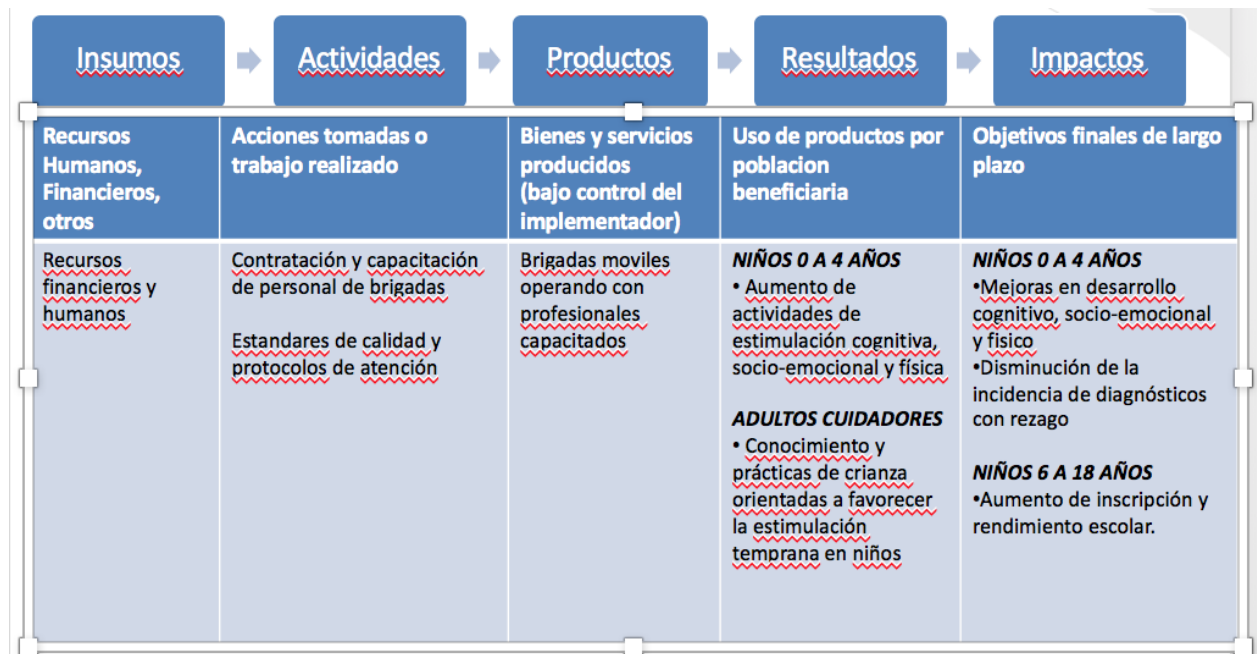 Insumos
Actividades
Productos
Resultados
Impactos
Recursos
Humanos,
Financieros,
otros
Acciones tomadas o
trabajo realizado
Bienes y servicios
producidos
(bajo control del
implementador)
Uso de productos por
poblacion
beneficiaria
Objetivos finales de largo
plazo
Recursos
financieros y
humanos
Contratación y capacitación
de personal de brigadas
Estandares de calidad y
protocolos de atención
Brigadas moviles
operando con
profesionales
capacitados
NIÑOS 0 A 4 AÑOS
• Aumento de
actividades de
estimulación cognitiva,
socio-emocional y física
ADULTOS CUIDADORES
• Conocimiento y
prácticas de crianza
orientadas a favorecer
la estimulación
temprana en niños
NIÑOS 0 A 4 AÑOS
•Mejoras en desarrollo
cognitivo, socio-emocional
y fisico
•Disminución de la
incidencia de diagnósticos
con rezago
NIÑOS 6 A 18 AÑOS
•Aumento de inscripción y
rendimiento escolar.